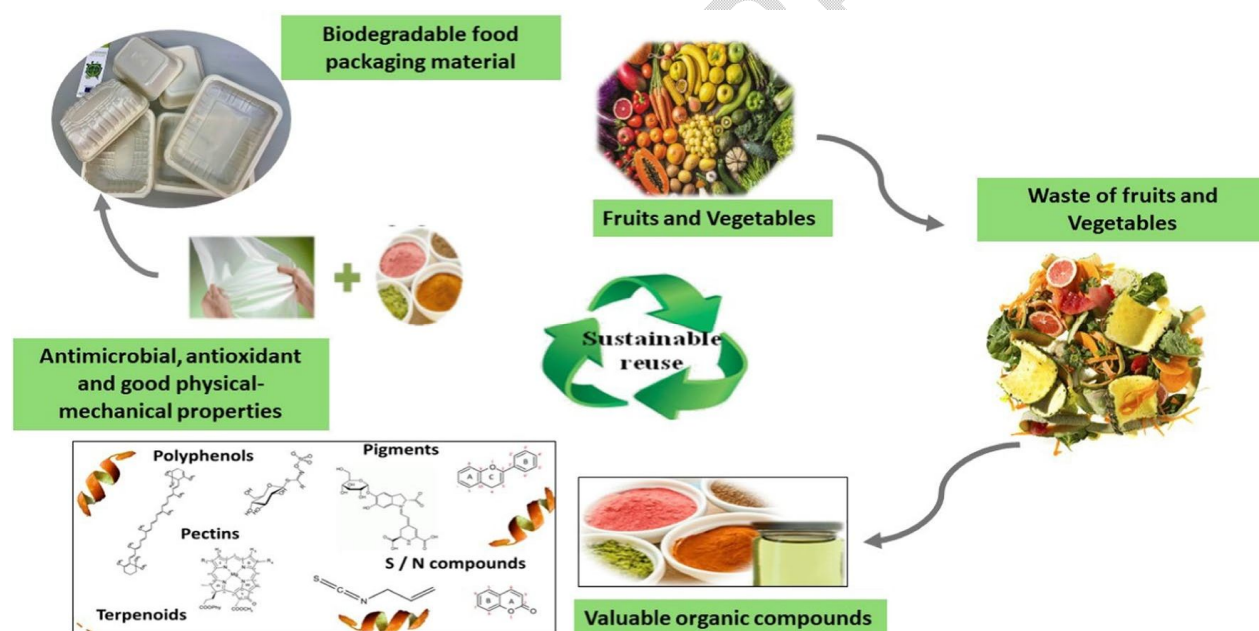 Biodegradable food
packaging material
Fruits and Vegetables
Waste of fruits and
Vegetables
Sustainable
reuse
Antimicrobial, antioxidant
and good physical-
mechanical properties
Polyphenols
Pigments
Pectins
S / N compounds
Terpenoids
S
C
N
A
C
B
O
B
A
O
O
Valuable organic compounds